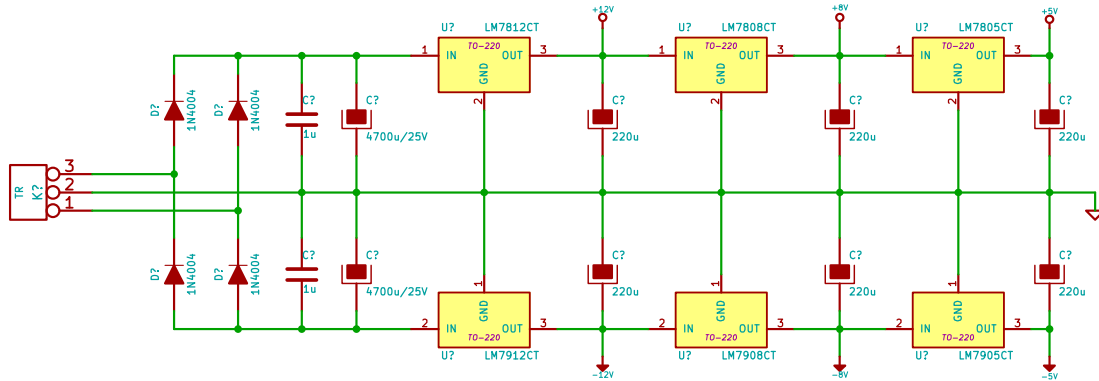 +12V
+8V
+5V
U? LM7812CT
U? LM7808CT
U? LM7805CT
TO-220
TO-220
TO-220
1 IN OUT 3
1 IN OUT 3
1 IN OUT 3
GND
GND
GND
2
2
2
D?
1N4004
D?
1N4004
C?
1u
C?
4700u/25V
C?
220u
C?
220u
C?
220u
TR
K?
3
2
1
D?
1N4004
D?
1N4004
C?
1u
C?
4700u/25V
C?
220u
C?
220u
C?
220u
1
1
1
GND
GND
GND
2 IN OUT 3
2 IN OUT 3
2 IN OUT 3
TO-220
TO-220
TO-220
U? LM7912CT
U? LM7908CT
U? LM7905CT
-12V
-8V
-5V